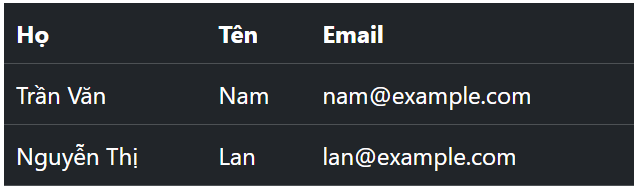 Họ Tên Email
Trần Văn Nam nam@example.com
Nguyễn Thị Lan lan@example.com